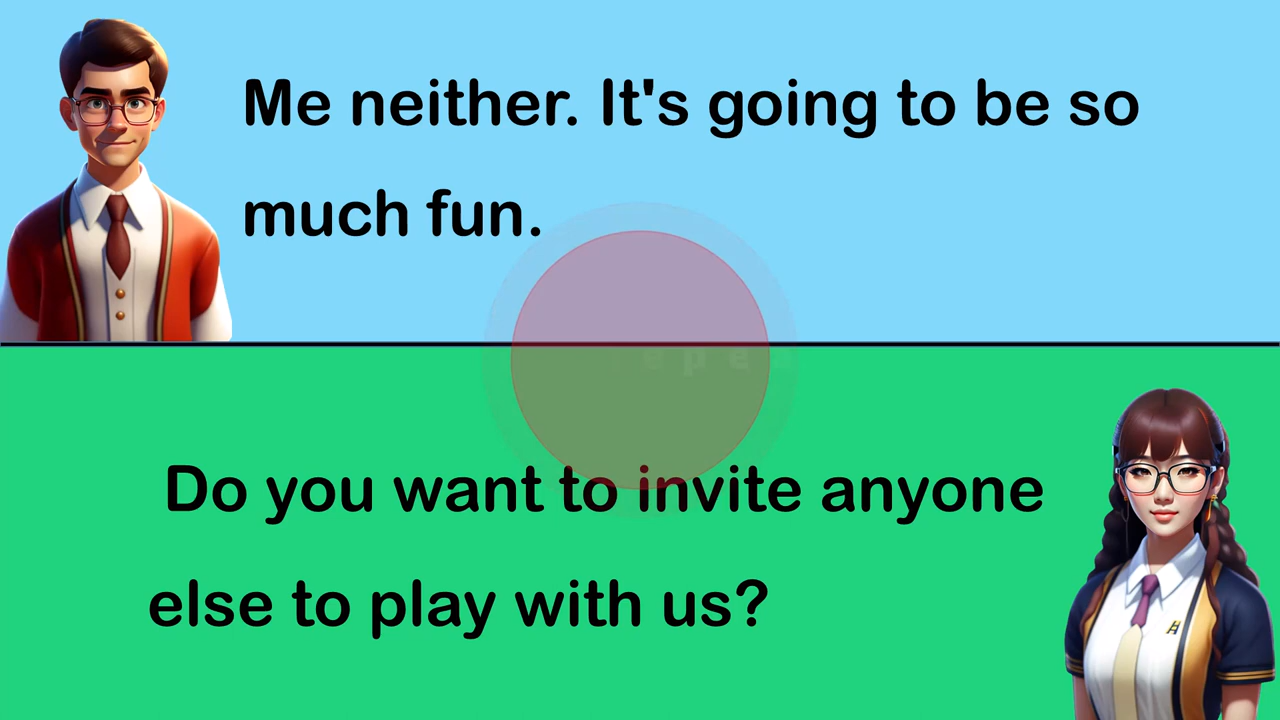 Me neither. It's going to be so
much fun.
Do you want to invite anyone
else to play with us?